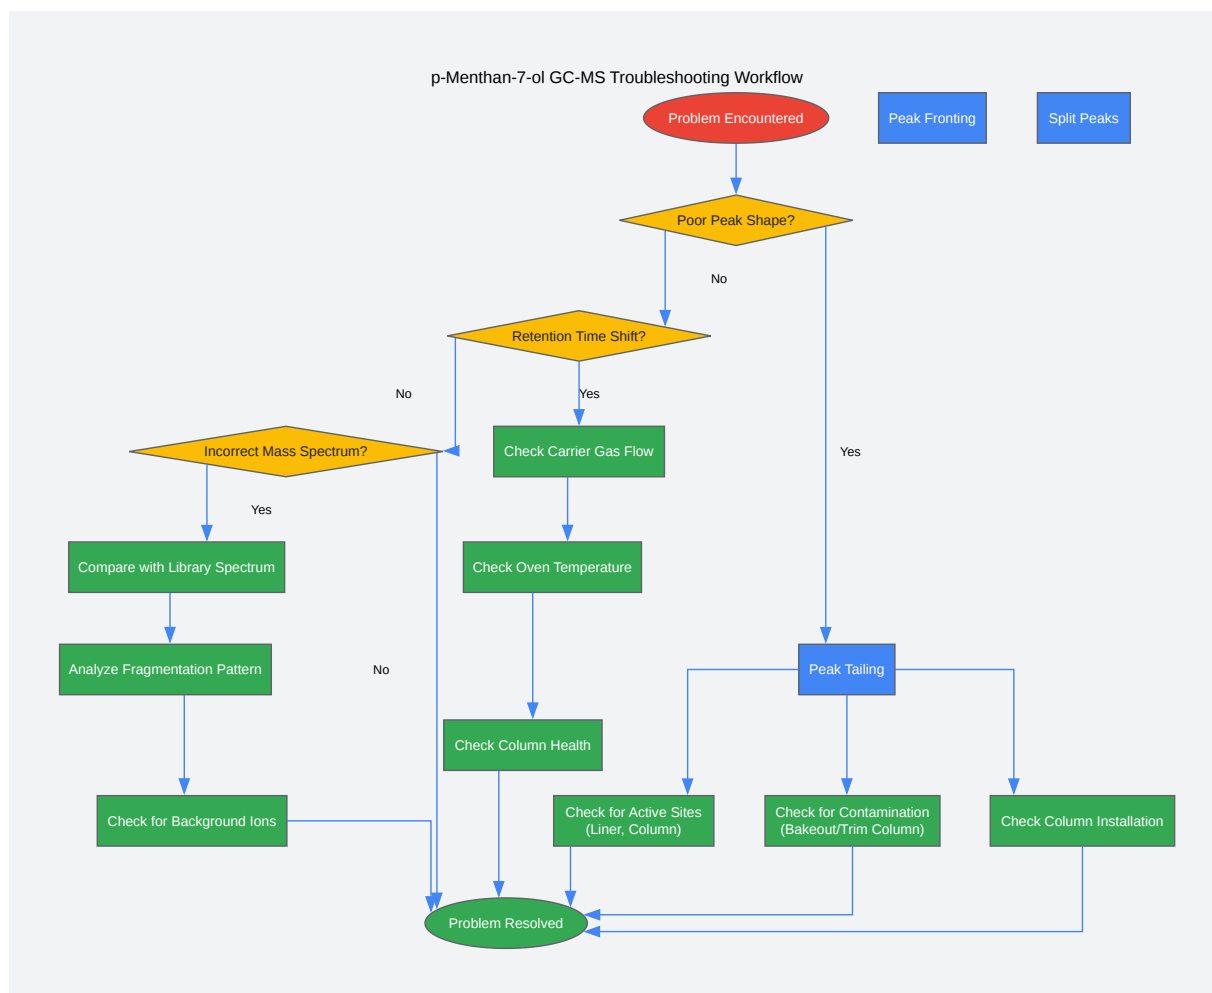 p-Menthan-7-ol GC-MS Troubleshooting Workflow
Problem Encountered
Peak Fronting
Split Peaks
Poor Peak Shape?
No
Retention Time Shift?
No
Yes
Incorrect Mass Spectrum?
Check Carrier Gas Flow
Yes
Yes
Compare with Library Spectrum
Check Oven Temperature
Analyze Fragmentation Pattern
No
Peak Tailing
Check Column Health
Check for Background Ions
Check for Active Sites
(Liner, Column)
Check for Contamination
(Bakeout/Trim Column)
Check Column Installation
Problem Resolved